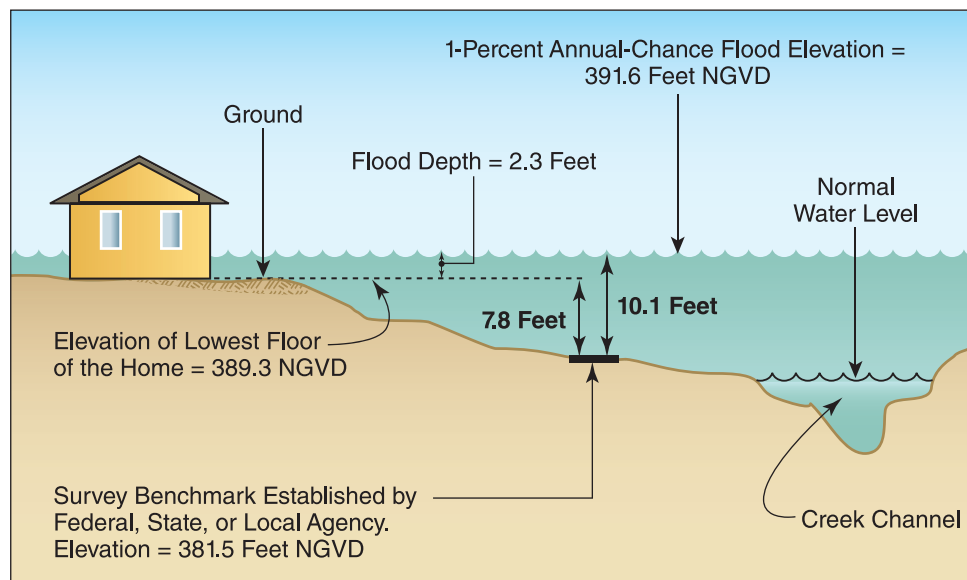 1-Percent Annual-Chance Flood Elevation =
391.6 Feet NGVD
Ground
Flood Depth = 2.3 Feet
Normal
Water Level
7.8 Feet
10.1 Feet
Elevation of Lowest Floor
of the Home = 389.3 NGVD
Survey Benchmark Established by
Federal, State, or Local Agency.
Elevation = 381.5 Feet NGVD
Creek Channel